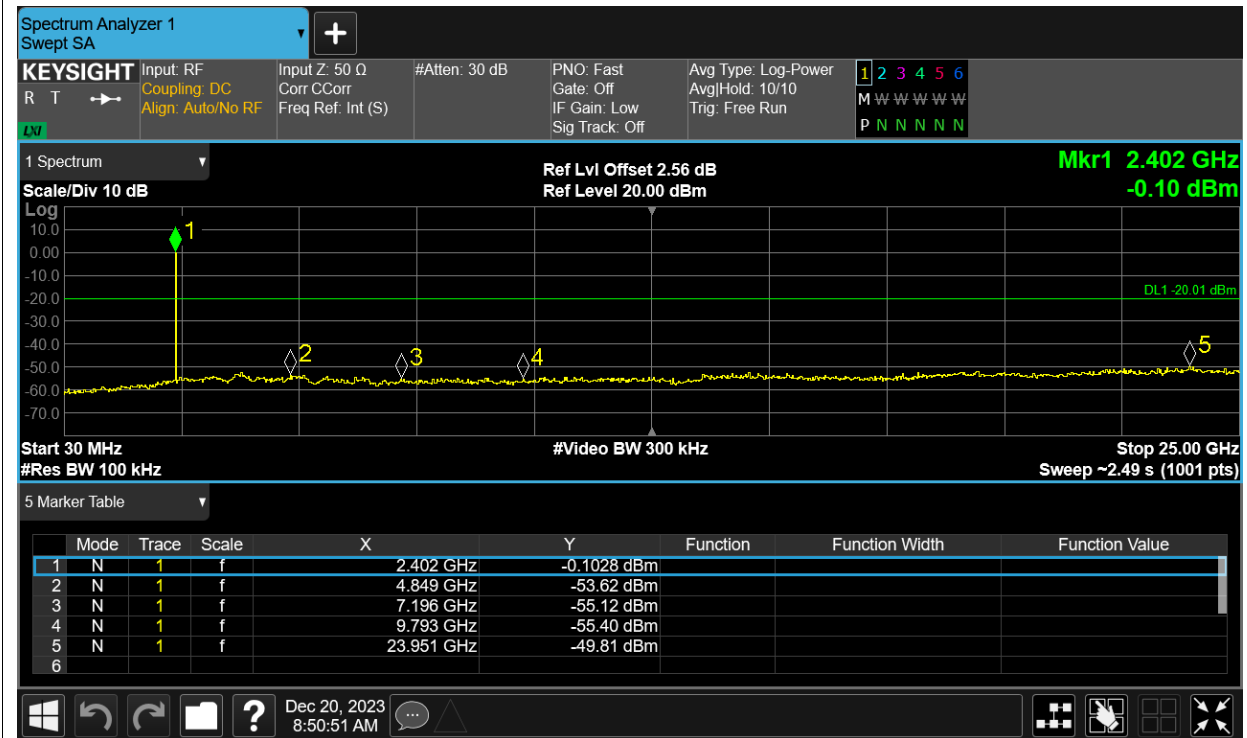 Spectrum Analyzer 1
Swept SA
KEYSIGHT
R T
LXI
Input: RF
Coupling: DC
Align: Auto/No RF
Input Z: 50 Ω
Corr CCorr
Freq Ref: Int (S)
#Atten: 30 dB
PNO: Fast
Gate: Off
IF Gain: Low
Sig Track: Off
Avg Type: Log-Power
Avg|Hold: 10/10
Trig: Free Run
1 2 3 4 5 6
M W W W W W
P N N N N N
1 Spectrum
Scale/Div 10 dB
Ref Lvl Offset 2.56 dB
Ref Level 20.00 dBm
Mkr1 2.402 GHz
-0.10 dBm
Log
10.0
0.00
-10.0
-20.0
-30.0
-40.0
-50.0
-60.0
-70.0
1
2
3
4
5
DL1 -20.01 dBm
Start 30 MHz
#Res BW 100 kHz
#Video BW 300 kHz
Stop 25.00 GHz
Sweep ~2.49 s (1001 pts)
5 Marker Table
Mode Trace Scale X Y Function Function Width Function Value
1 N 1 f 2.402 GHz -0.1028 dBm
2 N 1 f 4.849 GHz -53.62 dBm
3 N 1 f 7.196 GHz -55.12 dBm
4 N 1 f 9.793 GHz -55.40 dBm
5 N 1 f 23.951 GHz -49.81 dBm
6
?
Dec 20, 2023
8:50:51 AM